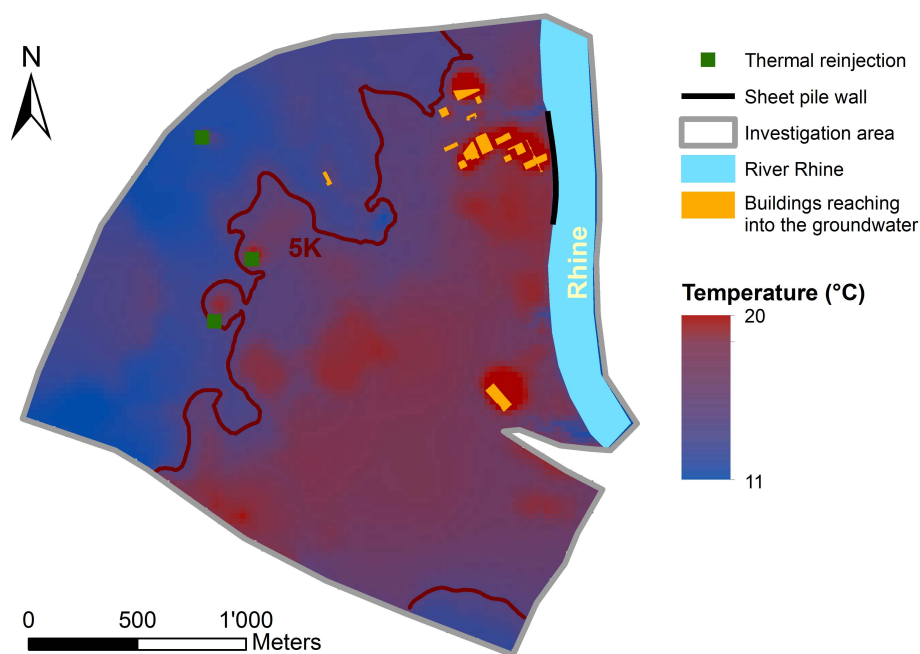 N
5K
Rhine
Thermal reinjection
Sheet pile wall
Investigation area
River Rhine
Buildings reaching
into the groundwater
Temperature (°C)
20
11
0 500 1'000
Meters